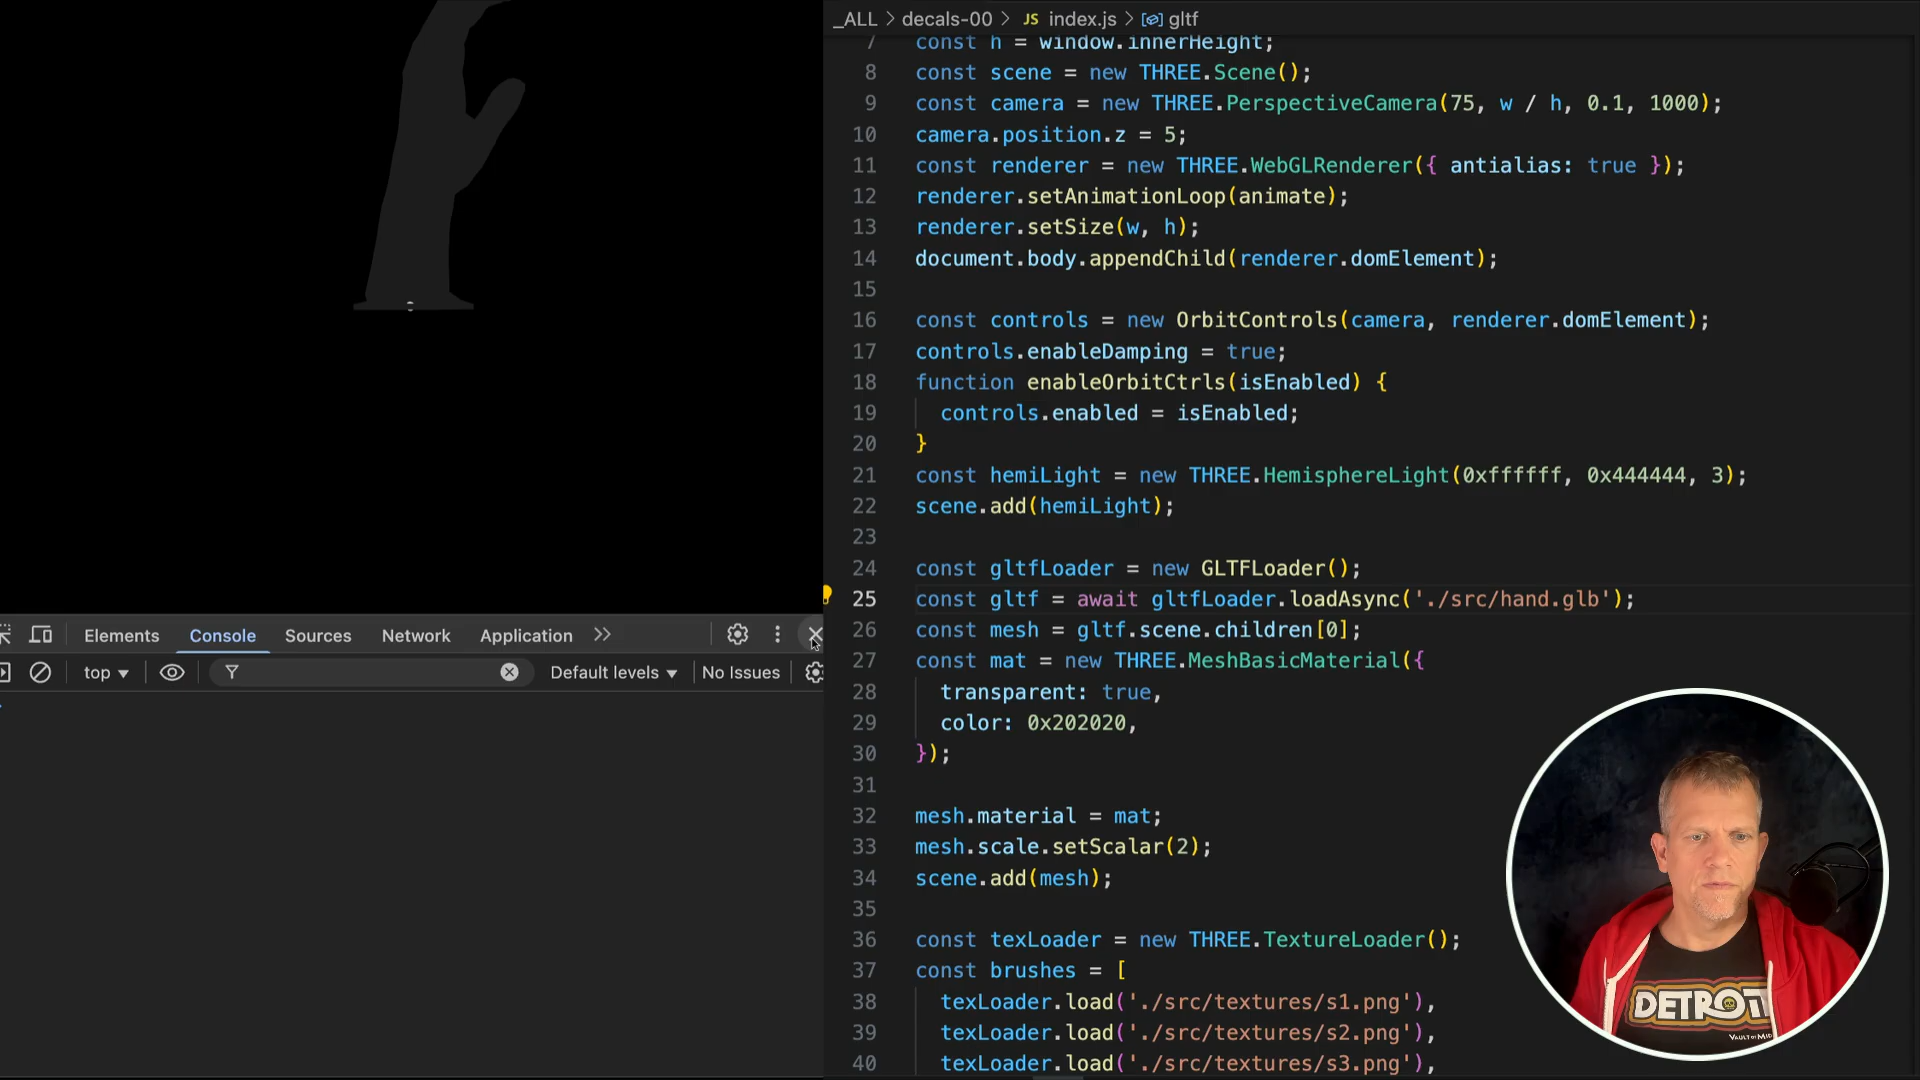 _ALL > decals-00 > JS index.js > gltf
7 const h = window.innerHeight;
8 const scene = new THREE.Scene();
9 const camera = new THREE.PerspectiveCamera(75, w / h, 0.1, 1000);
10 camera.position.z = 5;
11 const renderer = new THREE.WebGLRenderer({ antialias: true });
12 renderer.setAnimationLoop(animate);
13 renderer.setSize(w, h);
14 document.body.appendChild(renderer.domElement);
15
16 const controls = new OrbitControls(camera, renderer.domElement);
17 controls.enableDamping = true;
18 function enableOrbitCtrls(isEnabled) {
19 controls.enabled = isEnabled;
20 }
21 const hemiLight = new THREE.HemisphereLight(0xffffff, 0x444444, 3);
22 scene.add(hemiLight);
23
24 const gltfLoader = new GLTFLoader();
25 const gltf = await gltfLoader.loadAsync('./src/hand.glb');
26 const mesh = gltf.scene.children[0];
27 const mat = new THREE.MeshBasicMaterial({
28 transparent: true,
29 color: 0x202020,
30 });
31
32 mesh.material = mat;
33 mesh.scale.setScalar(2);
34 scene.add(mesh);
35
36 const texLoader = new THREE.TextureLoader();
37 const brushes = [
38 texLoader.load('./src/textures/s1.png'),
39 texLoader.load('./src/textures/s2.png'),
40 texLoader.load('./src/textures/s3.png'),
Elements Console Sources Network Application
top Default levels No Issues
DETROIT